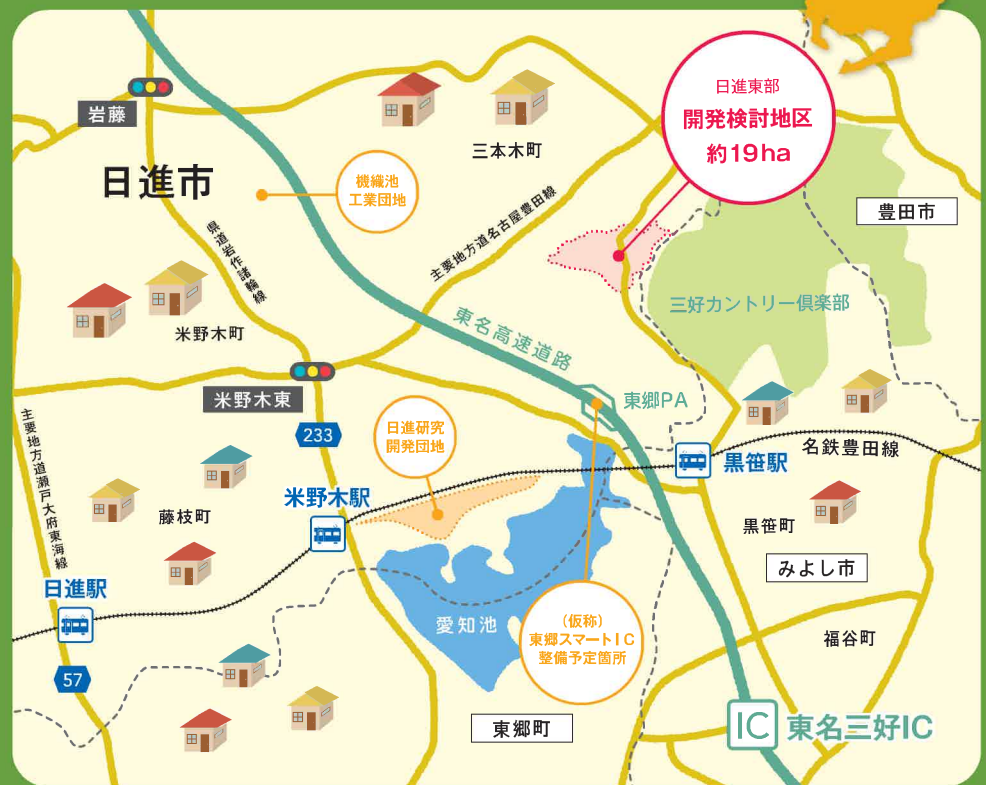 日進東部
開発検討地区
約19ha
岩藤
三本木町
日進市
機織池
工業団地
豊田市
主要地方道名古屋豊田線
県道岩作諸輪線
三好カントリー倶楽部
米野木町
東名高速道路
米野木東
東郷PA
主要地方道瀬戸大府東海線
233
日進研究
開発団地
名鉄豊田線
黒笹駅
米野木駅
藤枝町
黒笹町
みよし市
日進駅
愛知池
(仮称)
東郷スマートIC
整備予定箇所
福谷町
57
東郷町
IC 東名三好IC